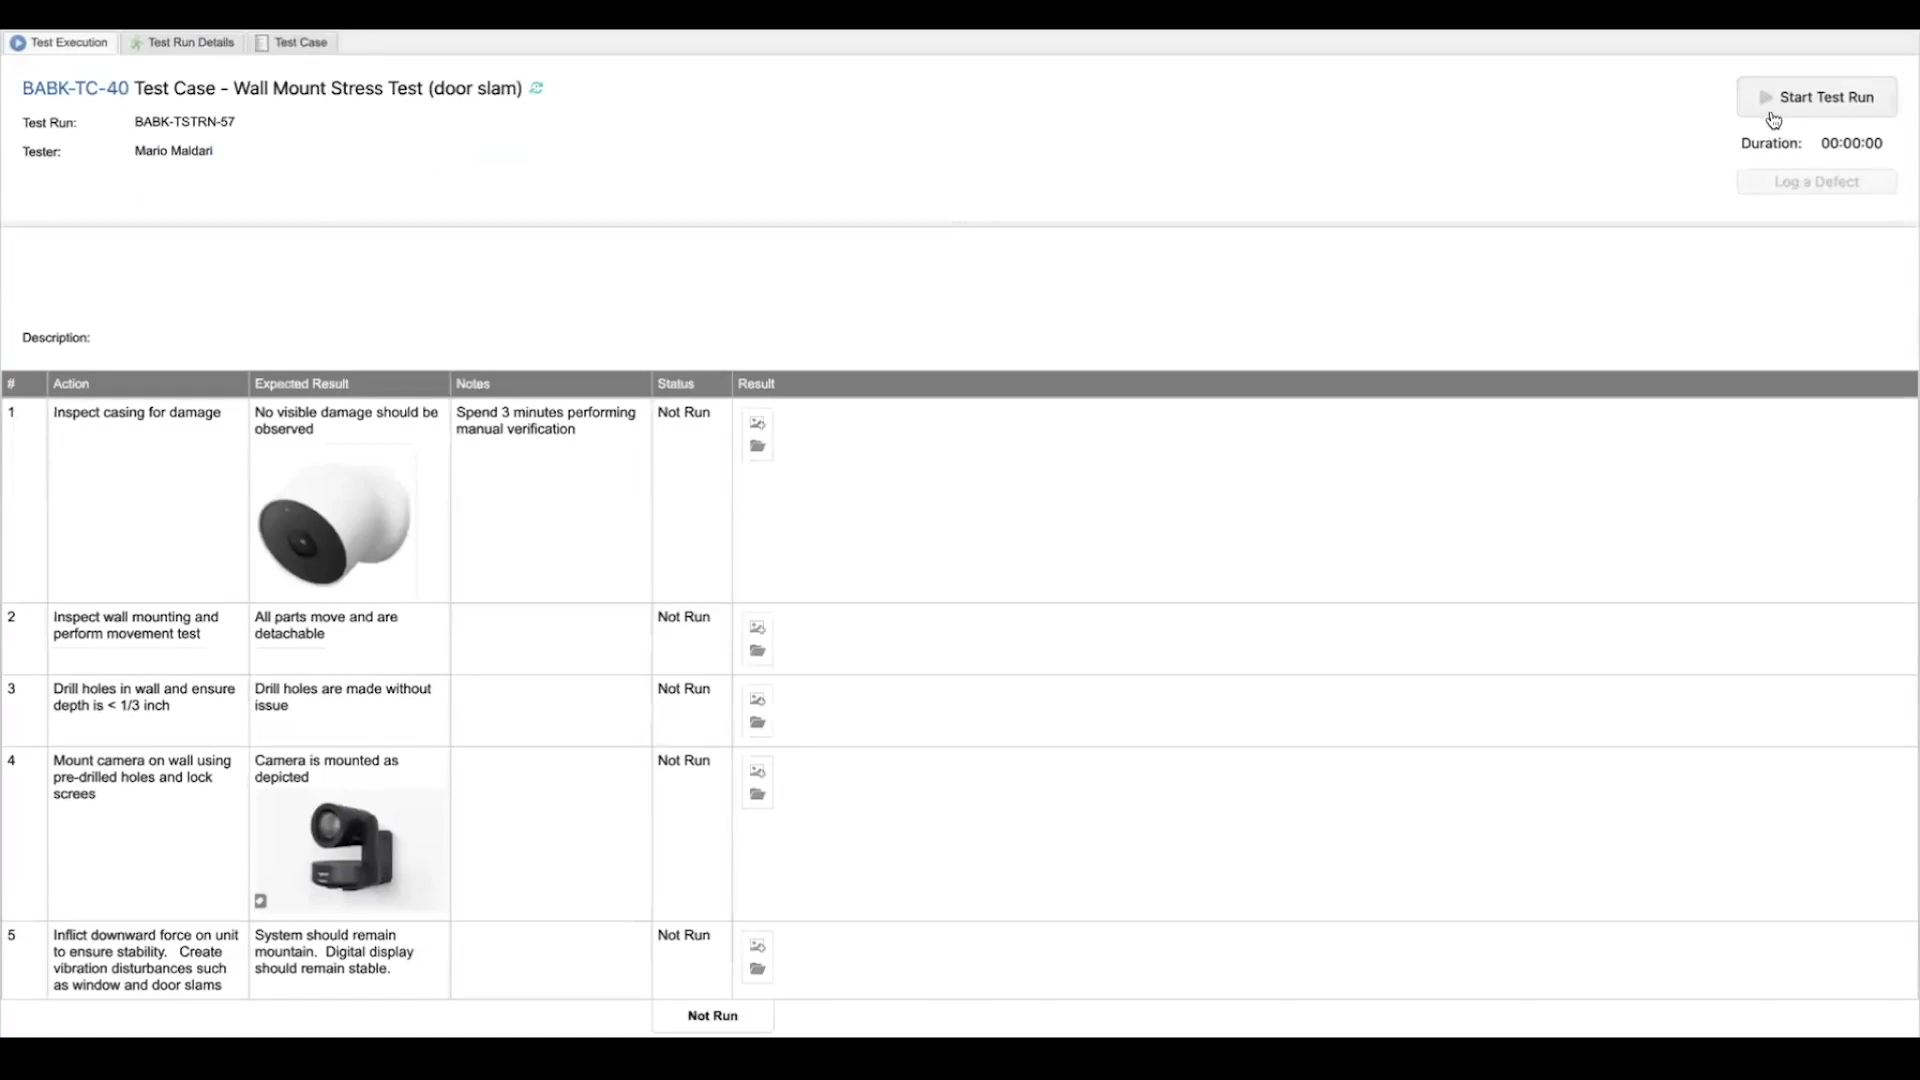 Test Execution
Test Run Details
Test Case
BABK-TC-40 Test Case - Wall Mount Stress Test (door slam)
Start Test Run
Test Run: BABK-TSTRN-57
Duration: 00:00:00
Tester: Mario Maldari
Log a Defect
Description:
# Action Expected Result Notes Status Result
1 Inspect casing for damage
No visible damage should be
observed
Spend 3 minutes performing
manual verification
Not Run
2 Inspect wall mounting and
perform movement test
All parts move and are
detachable
Not Run
3 Drill holes in wall and ensure
depth is < 1/3 inch
Drill holes are made without
issue
Not Run
4 Mount camera on wall using
pre-drilled holes and lock
screes
Camera is mounted as
depicted
Not Run
5 Inflict downward force on unit
to ensure stability. Create
vibration disturbances such
as window and door slams
System should remain
mountain. Digital display
should remain stable.
Not Run
Not Run